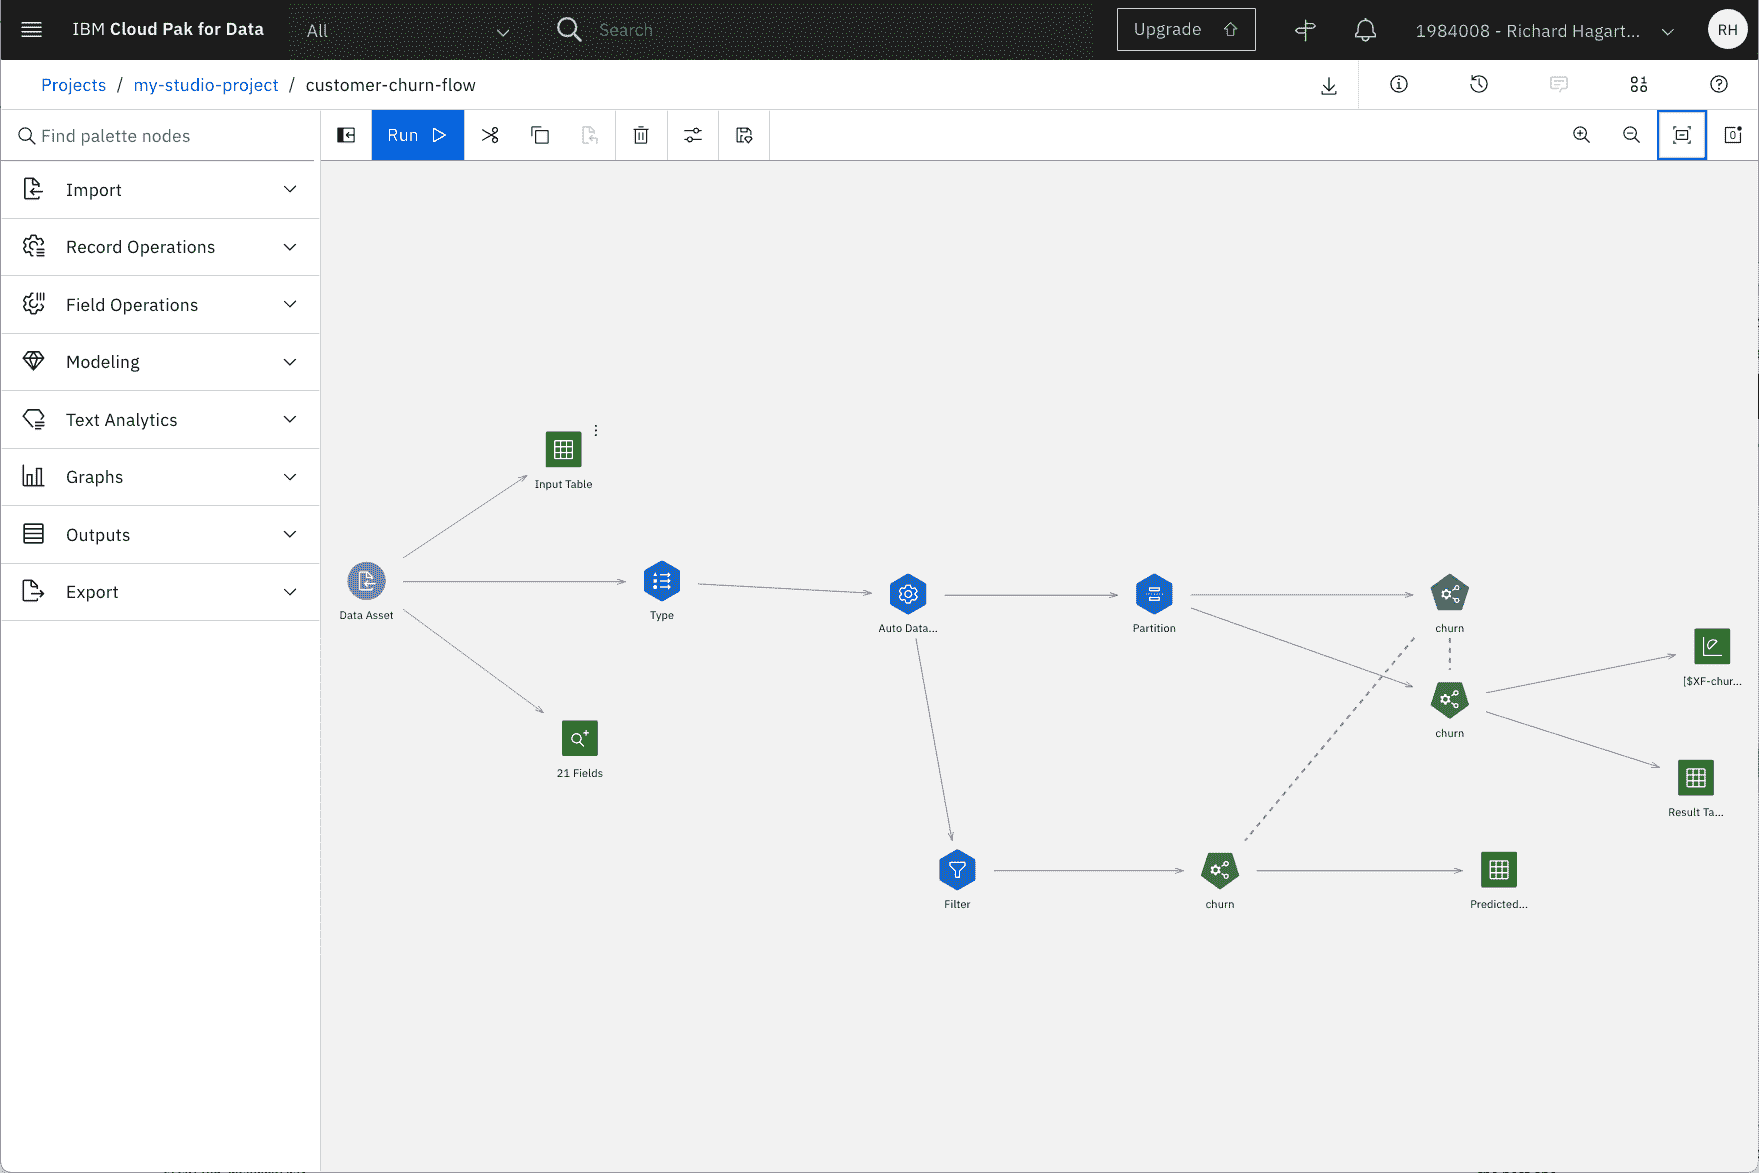 IBM Cloud Pak for Data
All
Search
Upgrade
1984008 - Richard Hagart...
RH
Projects / my-studio-project / customer-churn-flow
Find palette nodes
Run
Import
Record Operations
Field Operations
Modeling
Text Analytics
Graphs
Outputs
Export
Input Table
Data Asset
Type
Auto Data...
Partition
churn
[$XF-chur...
churn
21 Fields
Result Ta...
Filter
churn
Predicted...